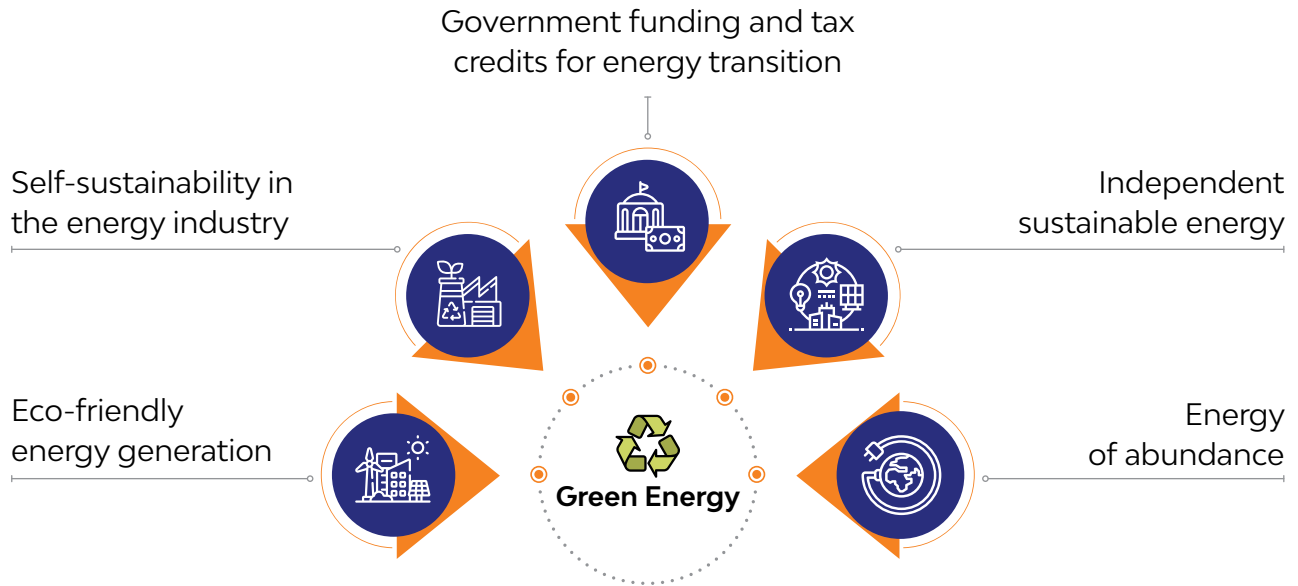 Government funding and tax
credits for energy transition
Self-sustainability in
the energy industry
Independent
sustainable energy
Eco-friendly
energy generation
Energy
of abundance
Green Energy